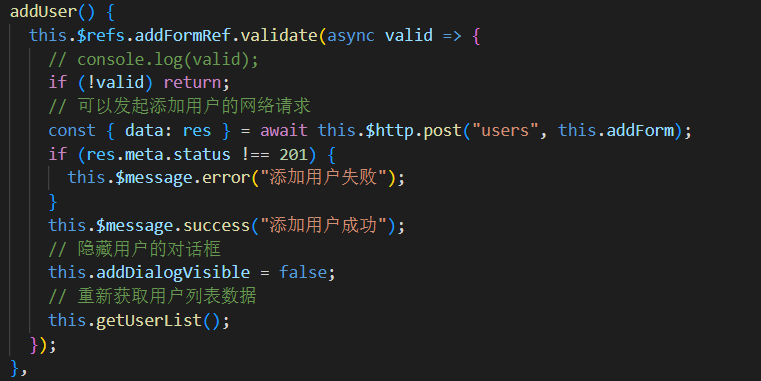 addUser() {
this.$refs.addFormRef.validate(async valid => {
// console.log(valid);
if (!valid) return;
// 可以发起添加用户的网络请求
const { data: res } = await this.$http.post("users", this.addForm);
if (res.meta.status !== 201) {
this.$message.error("添加用户失败");
}
this.$message.success("添加用户成功");
// 隐藏用户的对话框
this.addDialogVisible = false;
// 重新获取用户列表数据
this.getUserList();
});
},